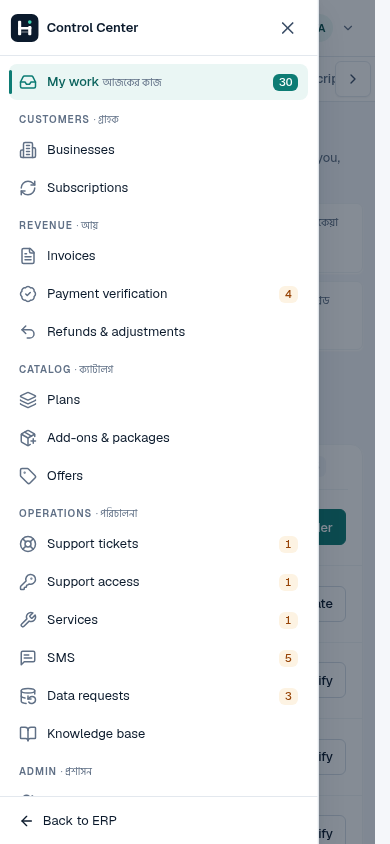 Control Center
A
My work আজকের কাজ 30
CUSTOMERS · গ্রাহক
Businesses
Subscriptions
REVENUE · আয়
Invoices
Payment verification 4
Refunds & adjustments
CATALOG · ক্যাটালগ
Plans
Add-ons & packages
Offers
OPERATIONS · পরিচালনা
Support tickets 1
Support access 1
Services 1
SMS 5
Data requests 3
Knowledge base
ADMIN · প্রশাসন
Back to ERP
you,